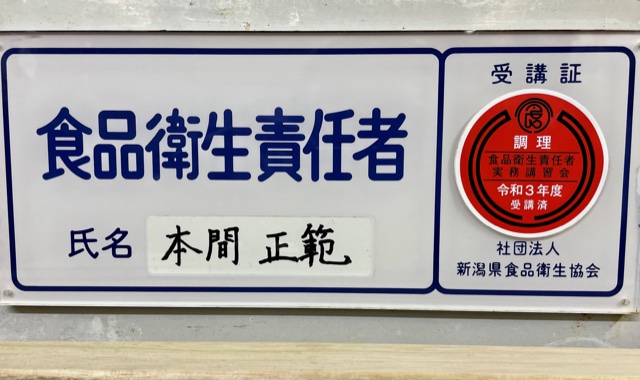 食品衛生責任者
氏名 本間 正範
受講証
調理
食品衛生責任者
実務講習会
令和3年度
受講済
社団法人
新潟県食品衛生協会